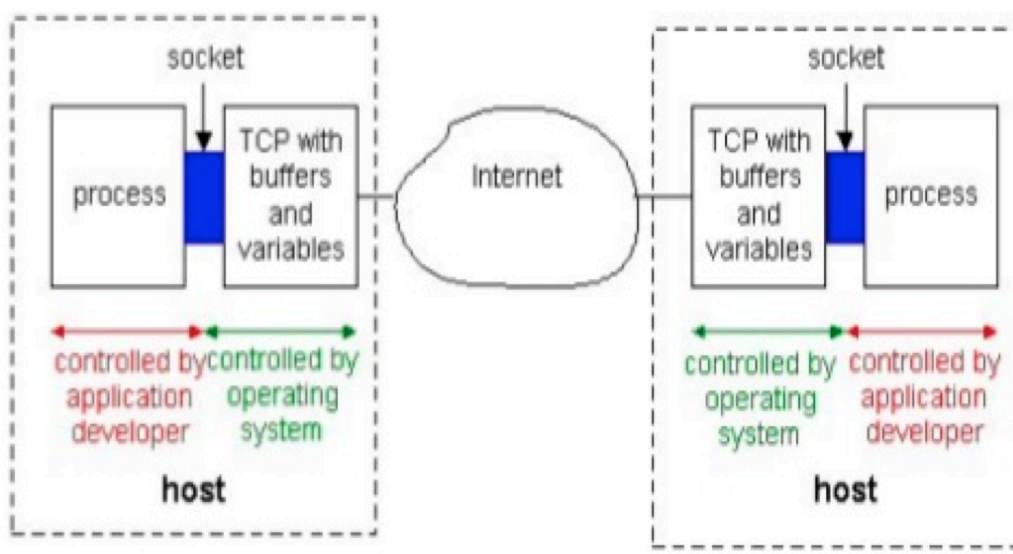 socket
process
TCP with
buffers
and
variables
controlled by
application
developer
controlled by
operating
system
host
Internet
socket
TCP with
buffers
and
variables
process
controlled by
operating
system
controlled by
application
developer
host